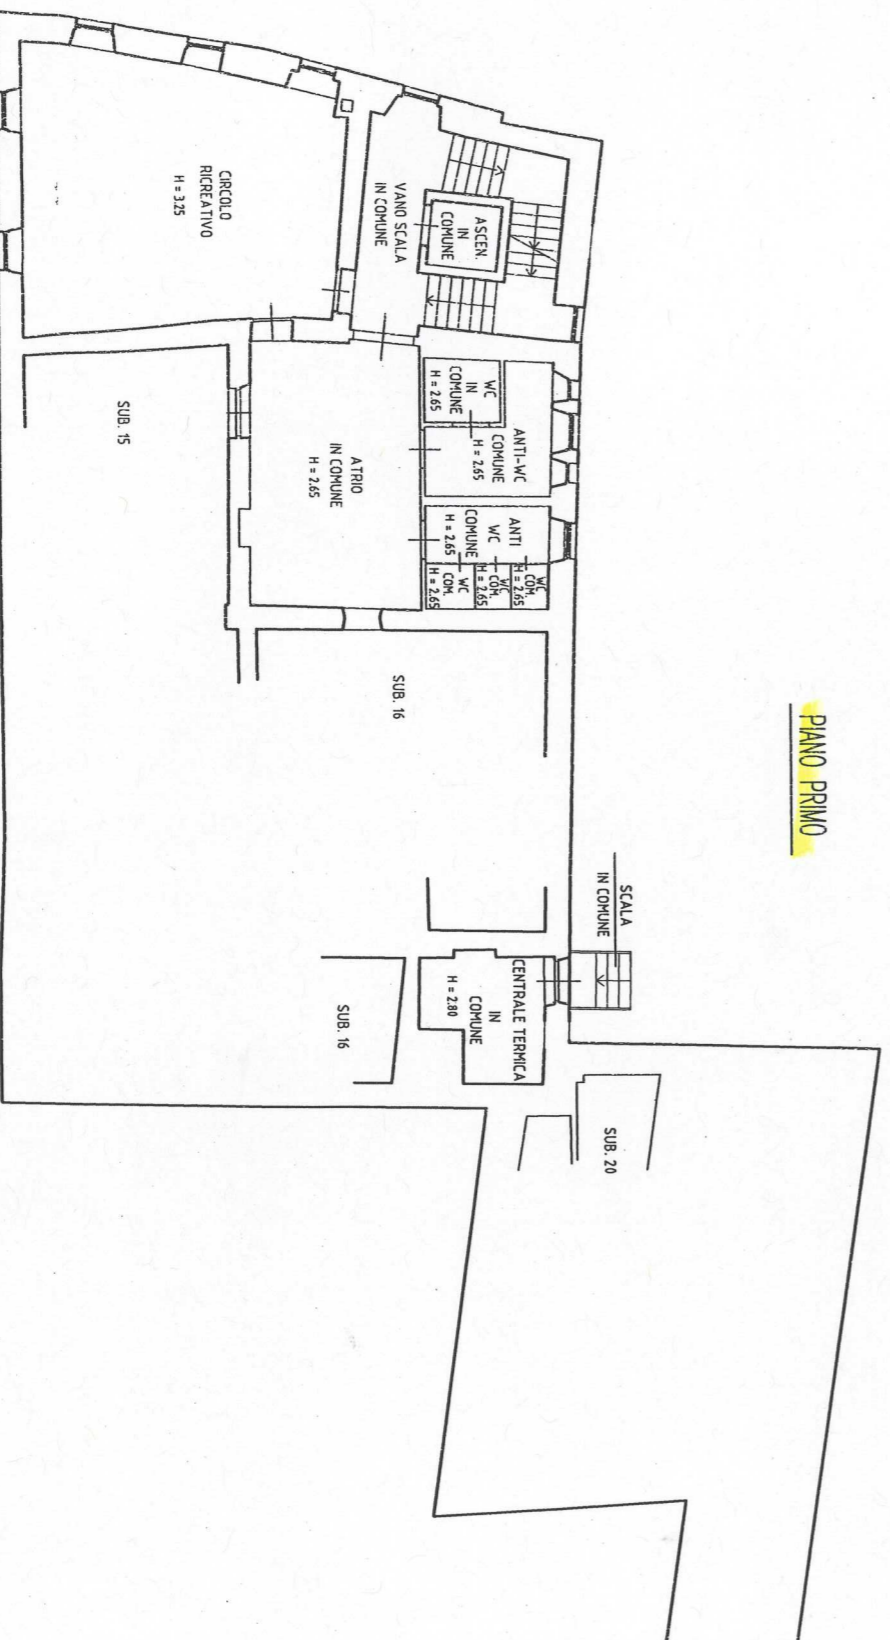 PIANO PRIMO
CIRCOLO
RICREATIVO
H = 3.25
VANO SCALA
IN COMUNE
ASCEN.
IN
COMUNE
WC
IN
COMUNE
H = 2.65
ANTI-WC
COMUNE
H = 2.65
ATRIO
IN COMUNE
H = 2.65
ANTI
WC
COMUNE
H = 2.65
WC
COM.
H = 2.65
WC
COM.
H = 2.65
WC
COM.
H = 2.65
SUB. 15
SUB. 16
SCALA
IN COMUNE
CENTRALE TERMICA
IN
COMUNE
H = 2.80
SUB. 16
SUB. 20